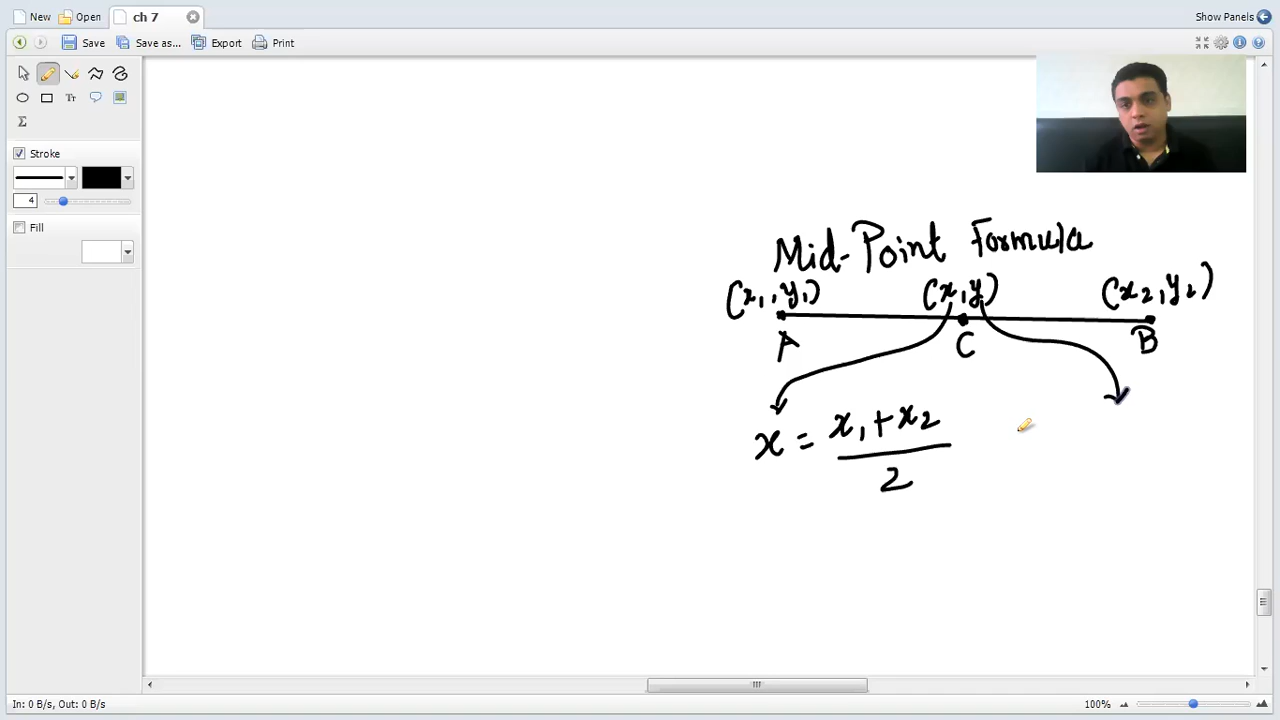 New Open ch 7 Show Panels
Save Save as... Export Print
Tr
Σ
Stroke
4
Fill
Mid-Point Formula
(x₁,y₁) (x,y) (x₂,y₂)
A C B
x = x₁+x₂
2
In: 0 B/s, Out: 0 B/s 100%